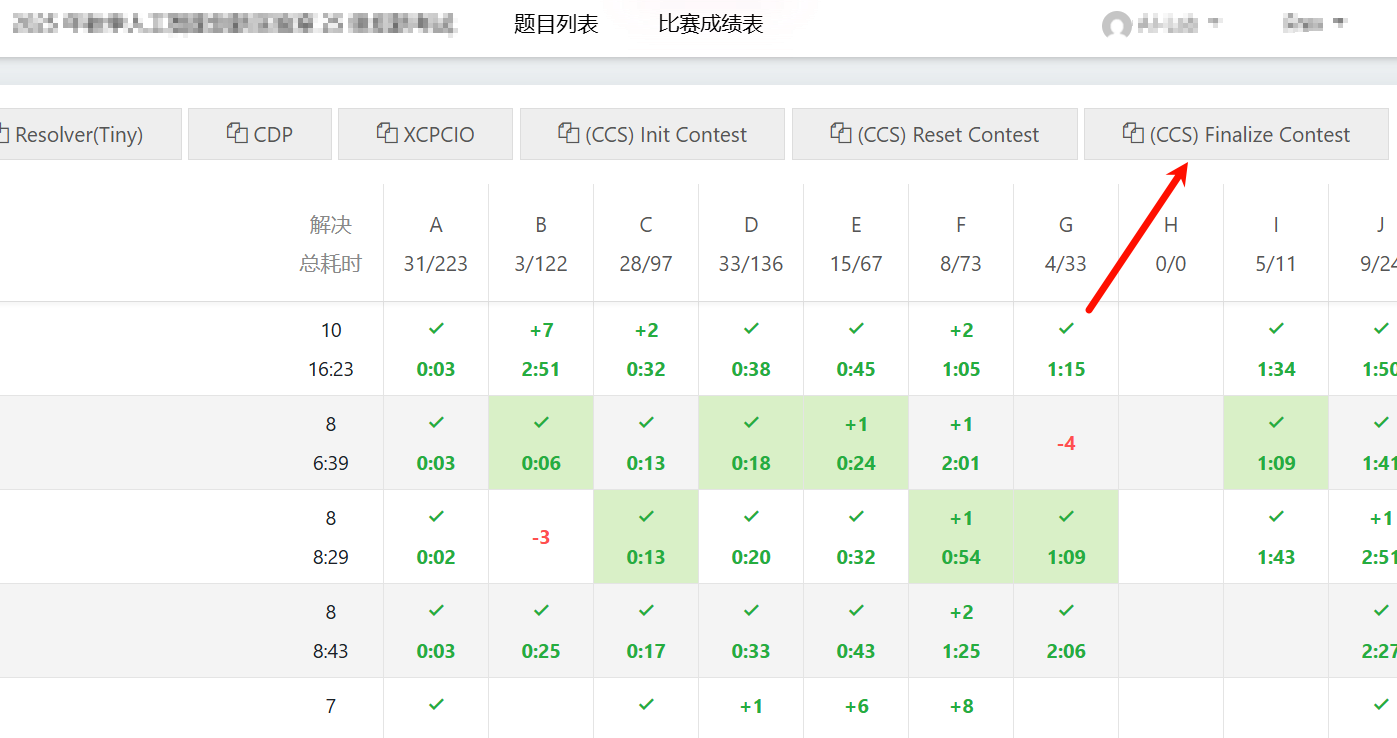 题目列表 比赛成绩表
Resolver(Tiny) CDP XCPCIO (CCS) Init Contest (CCS) Reset Contest (CCS) Finalize Contest
解决 A B C D E F G H I J
总耗时 31/223 3/122 28/97 33/136 15/67 8/73 4/33 0/0 5/11 9/24
10 ✓ +7 +2 ✓ ✓ +2 ✓ ✓ ✓
16:23 0:03 2:51 0:32 0:38 0:45 1:05 1:15 1:34 1:50
8 ✓ ✓ ✓ ✓ +1 +1 -4 ✓ ✓
6:39 0:03 0:06 0:13 0:18 0:24 2:01 1:09 1:41
8 ✓ -3 ✓ ✓ ✓ +1 ✓ ✓ +1
8:29 0:02 0:13 0:20 0:32 0:54 1:09 1:43 2:51
8 ✓ ✓ ✓ ✓ ✓ +2 ✓ ✓
8:43 0:03 0:25 0:17 0:33 0:43 1:25 2:06 2:27
7 ✓ ✓ +1 +6 +8 ✓